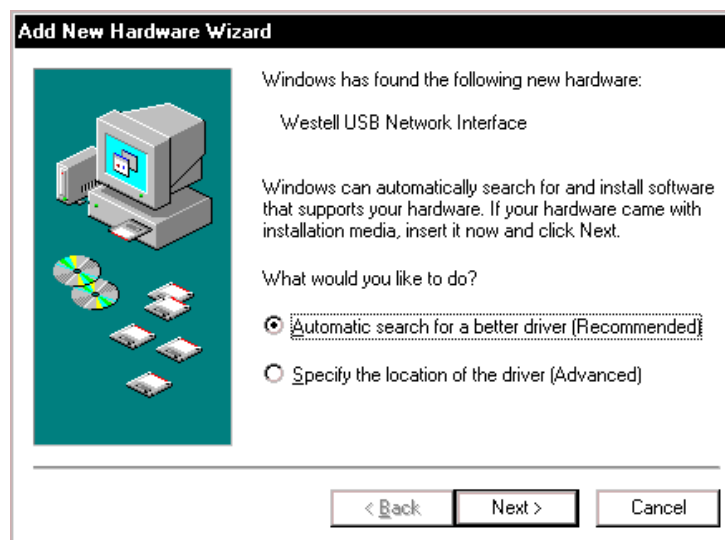 Add New Hardware Wizard
Windows has found the following new hardware:
Westell USB Network Interface
Windows can automatically search for and install software
that supports your hardware. If your hardware came with
installation media, insert it now and click Next.
What would you like to do?
Automatic search for a better driver (Recommended)
Specify the location of the driver (Advanced)
< Back
Next >
Cancel